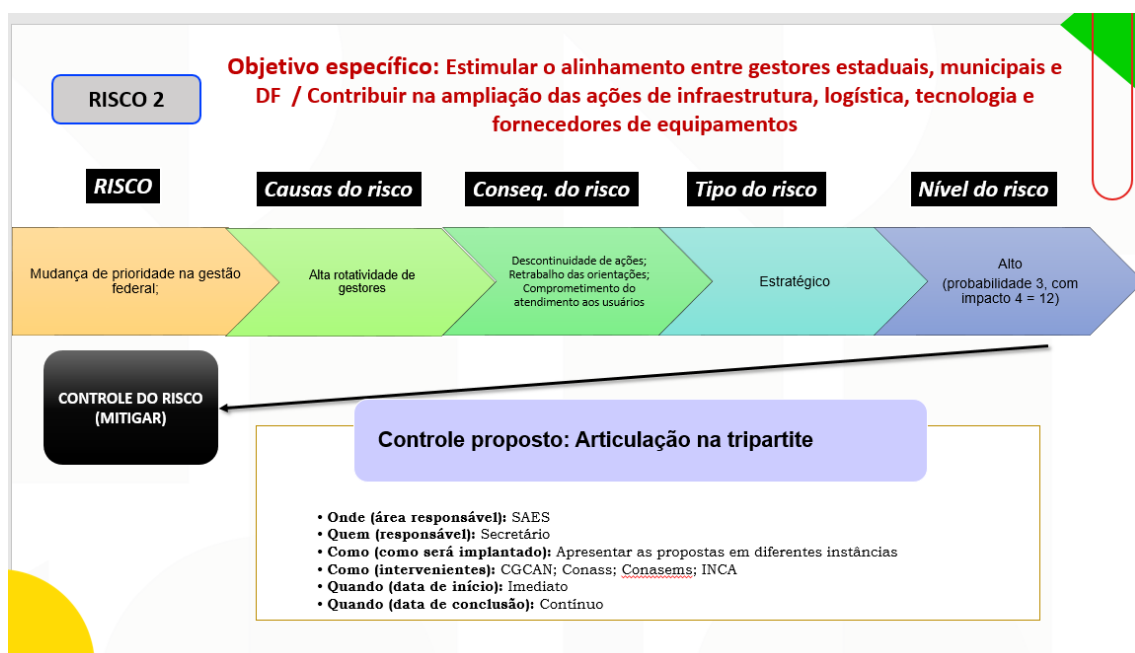 RISCO 2
Objetivo específico: Estimular o alinhamento entre gestores estaduais, municipais e
DF / Contribuir na ampliação das ações de infraestrutura, logística, tecnologia e
fornecedores de equipamentos
RISCO
Causas do risco
Conseq. do risco
Tipo do risco
Nível do risco
Mudança de prioridade na gestão
federal;
Alta rotatividade de
gestores
Descontinuidade de ações;
Retrabalho das orientações;
Comprometimento do
atendimento aos usuários
Estratégico
Alto
(probabilidade 3, com
impacto 4 = 12)
CONTROLE DO RISCO
(MITIGAR)
Controle proposto: Articulação na tripartite
• Onde (área responsável): SAES
• Quem (responsável): Secretário
• Como (como será implantado): Apresentar as propostas em diferentes instâncias
• Como (intervenientes): CGCAN; Conass; Conasems; INCA
• Quando (data de início): Imediato
• Quando (data de conclusão): Contínuo